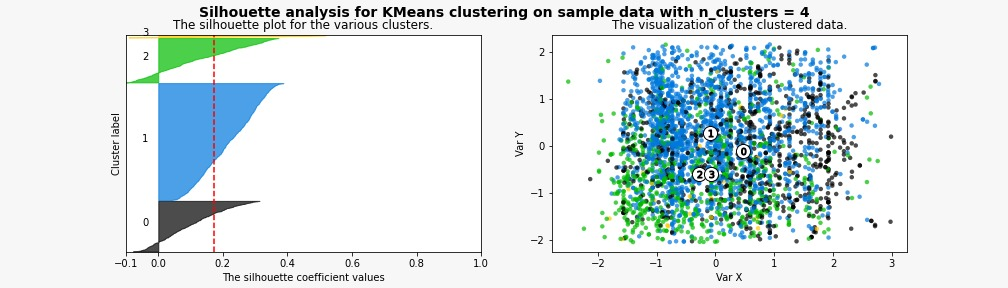 Silhouette analysis for KMeans clustering on sample data with n_clusters = 4
The silhouette plot for the various clusters.
3
2
1
0
Cluster label
−0.1 0.0 0.2 0.4 0.6 0.8 1.0
The silhouette coefficient values
The visualization of the clustered data.
2
1
0
−1
−2
Var Y
1
0
2 3
−2 −1 0 1 2 3
Var X